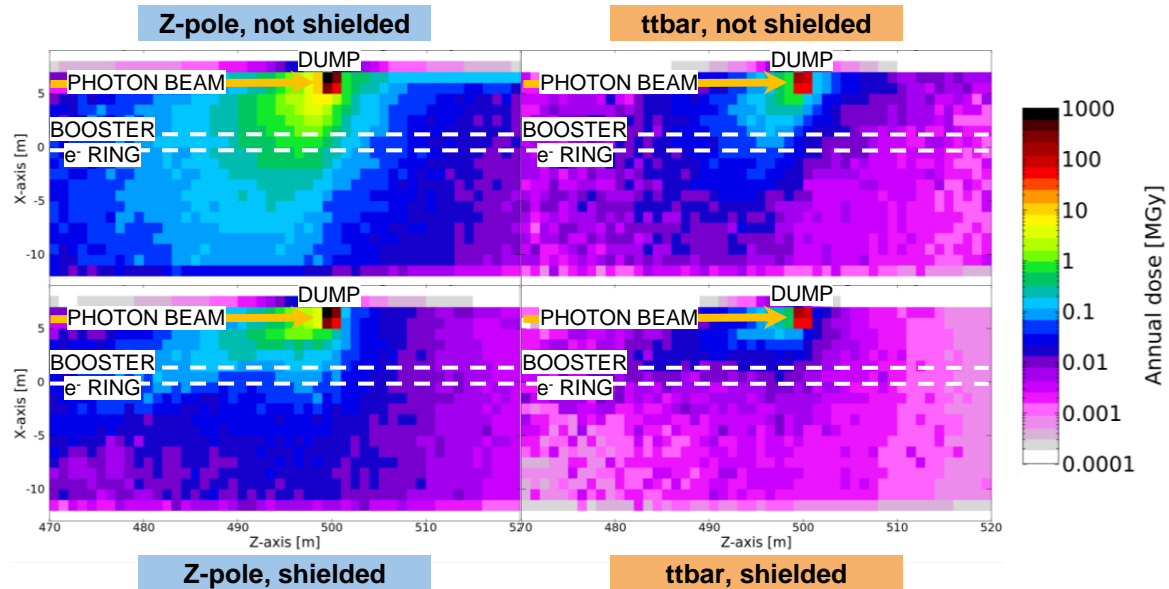 Z-pole, not shielded
ttbar, not shielded
DUMP
DUMP
PHOTON BEAM
PHOTON BEAM
BOOSTER
BOOSTER
e- RING
e- RING
X-axis [m]
5
0
-5
-10
DUMP
DUMP
PHOTON BEAM
PHOTON BEAM
BOOSTER
BOOSTER
e- RING
e- RING
X-axis [m]
5
0
-5
-10
470 480 490 500 510
480 490 500 510 520
Z-axis [m]
Z-axis [m]
1000
100
10
1
0.1
0.01
0.001
0.0001
Annual dose [MGy]
Z-pole, shielded
ttbar, shielded